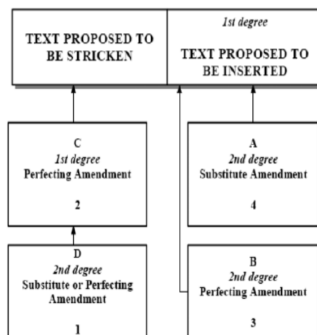 1st degree
TEXT PROPOSED TO
BE STRICKEN
TEXT PROPOSED TO
BE INSERTED
C
1st degree
Perfecting Amendment
2
A
2nd degree
Substitute Amendment
4
D
2nd degree
Substitute or Perfecting
Amendment
1
B
2nd degree
Perfecting Amendment
3